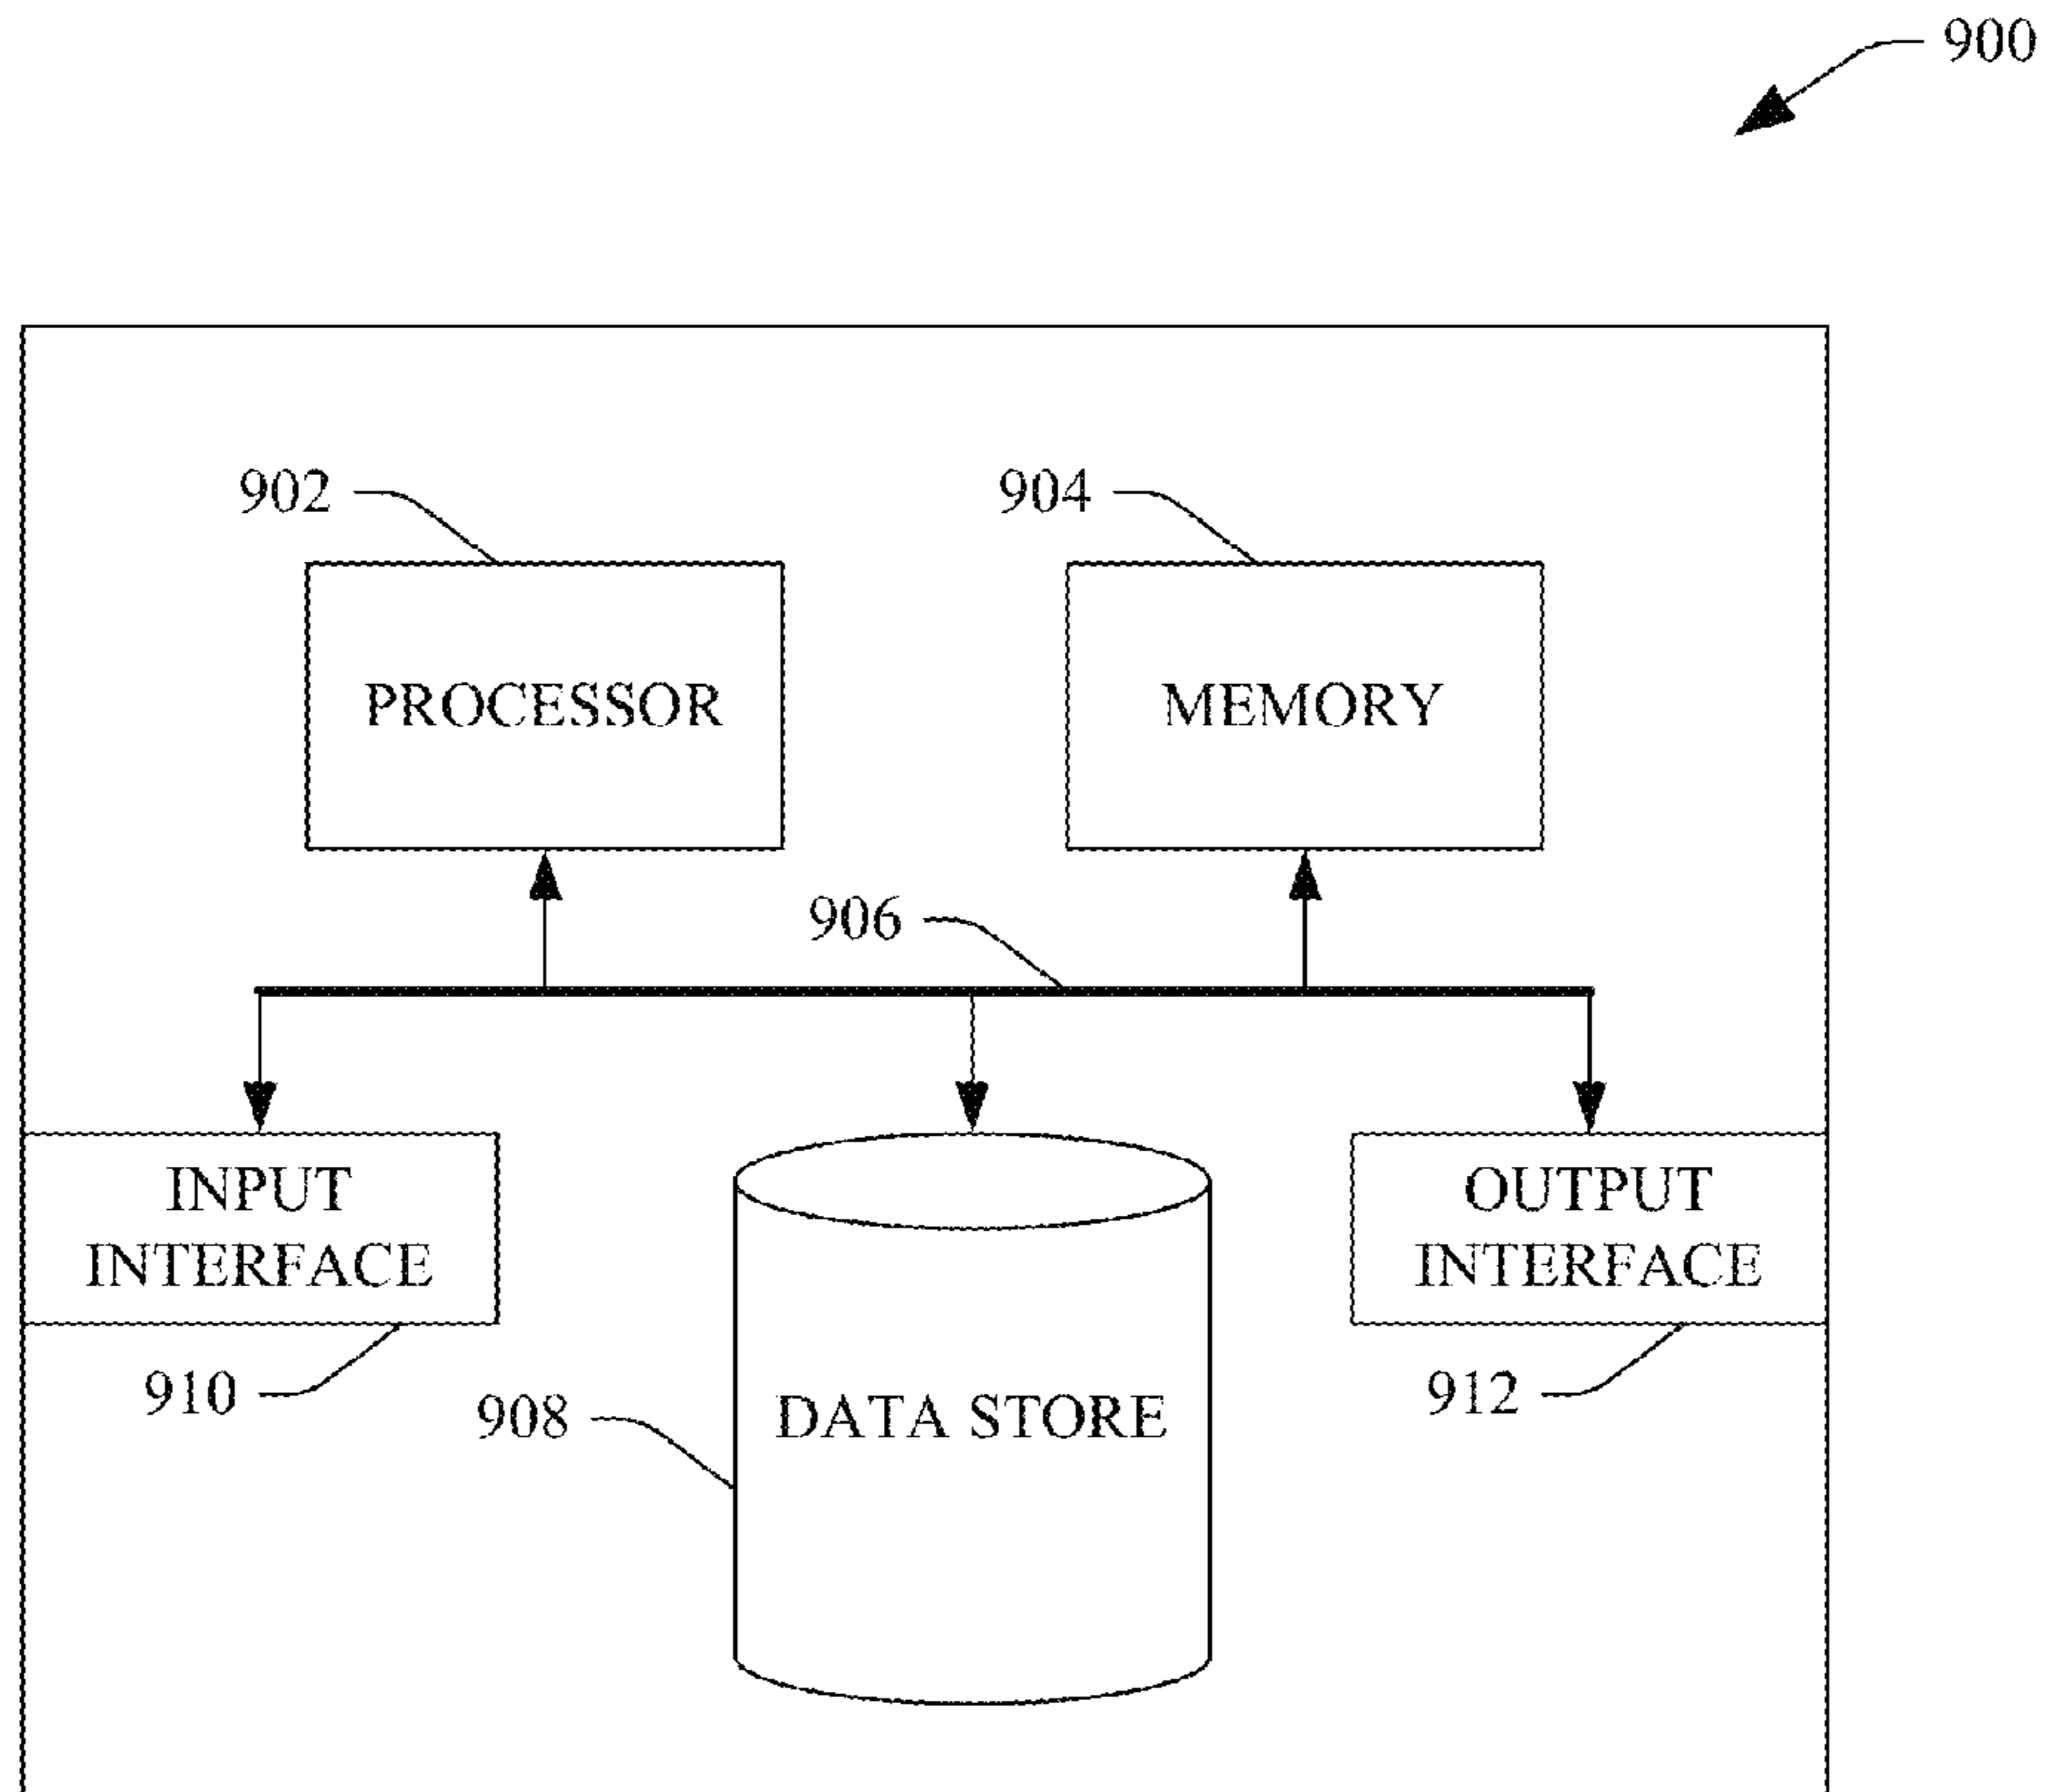 900
902
904
PROCESSOR
MEMORY
906
INPUT
INTERFACE
OUTPUT
INTERFACE
910
908
DATA STORE
912